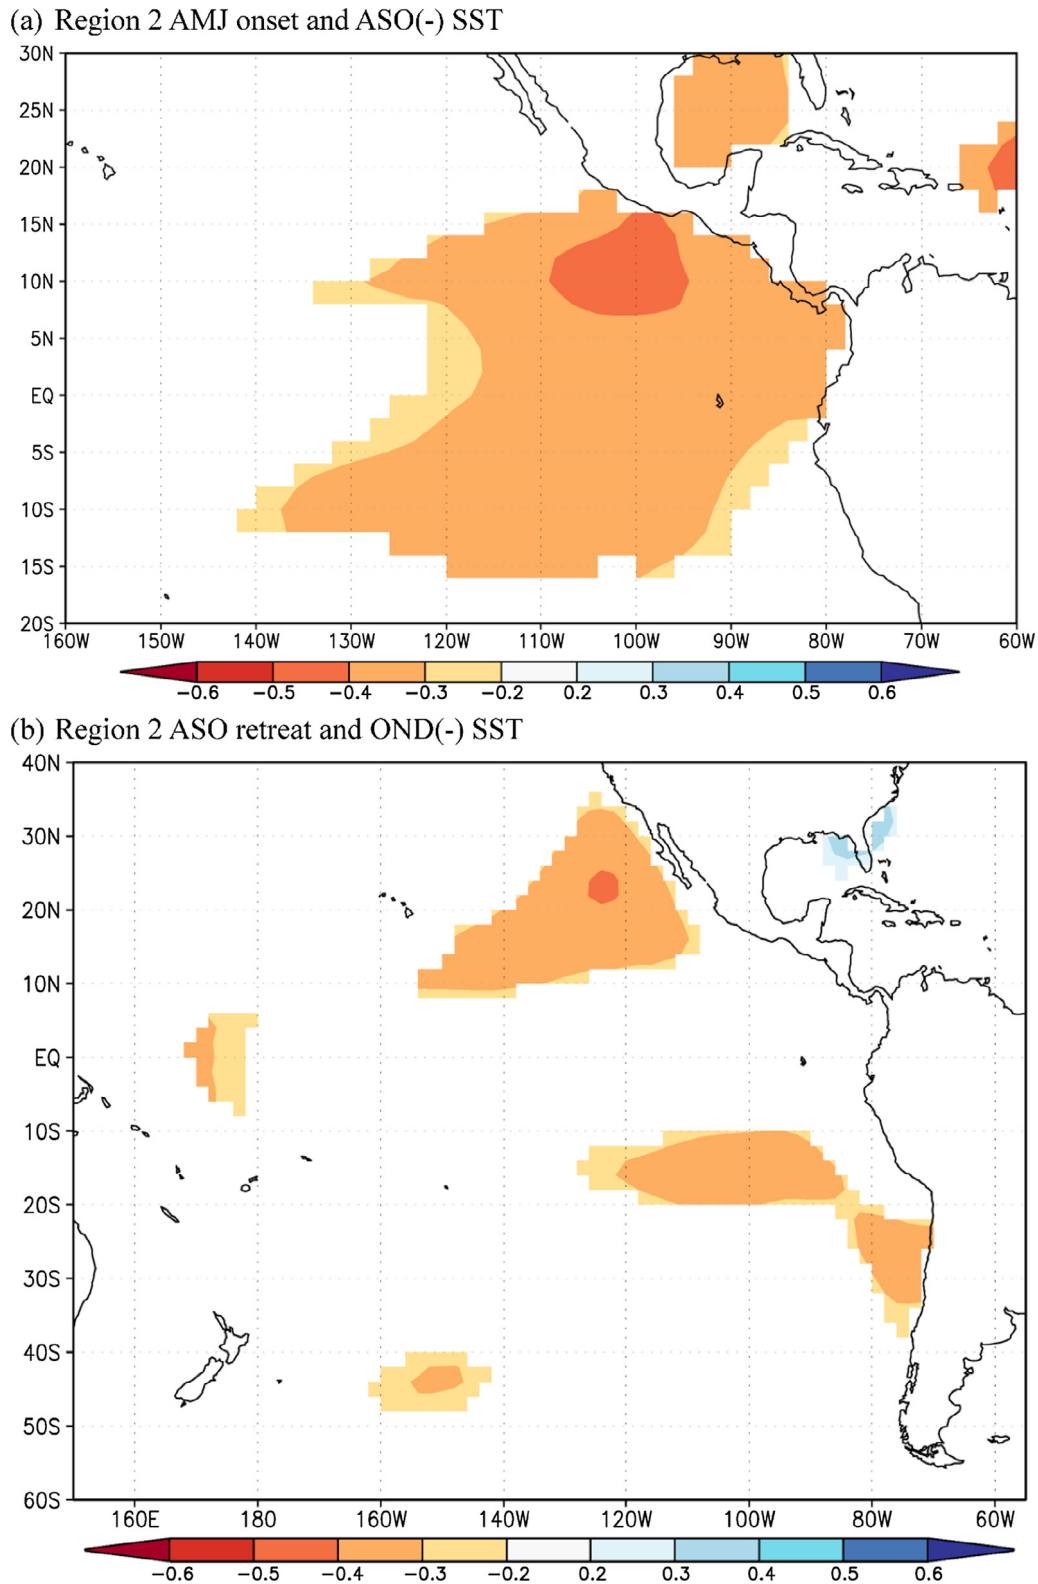 (a) Region 2 AMJ onset and ASO(-) SST
30N
25N
20N
15N
10N
5N
EQ
5S
10S
15S
20S
160W 150W 140W 130W 120W 110W 100W 90W 80W 70W 60W
-0.6 -0.5 -0.4 -0.3 -0.2 0.2 0.3 0.4 0.5 0.6
(b) Region 2 ASO retreat and OND(-) SST
40N
30N
20N
10N
EQ
10S
20S
30S
40S
50S
60S
160E 180 160W 140W 120W 100W 80W 60W
-0.6 -0.5 -0.4 -0.3 -0.2 0.2 0.3 0.4 0.5 0.6